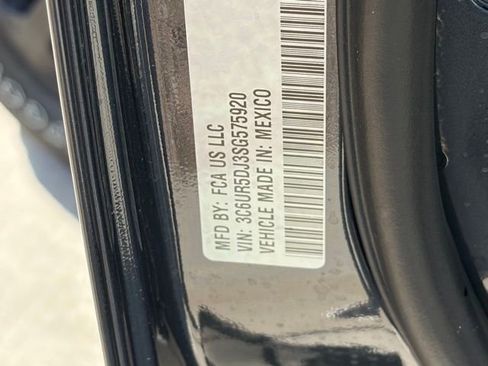 MFD BY: FCA US LLC
VIN: 3C6UR5DJ3SG575920
VEHICLE MADE IN: MEXICO